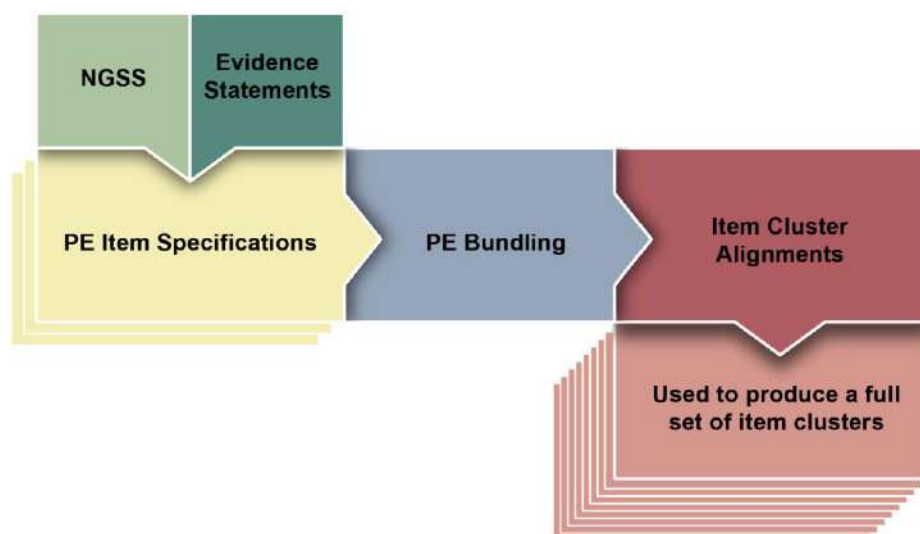 NGSS
Evidence
Statements
PE Item Specifications
PE Bundling
Item Cluster
Alignments
Used to produce a full
set of item clusters